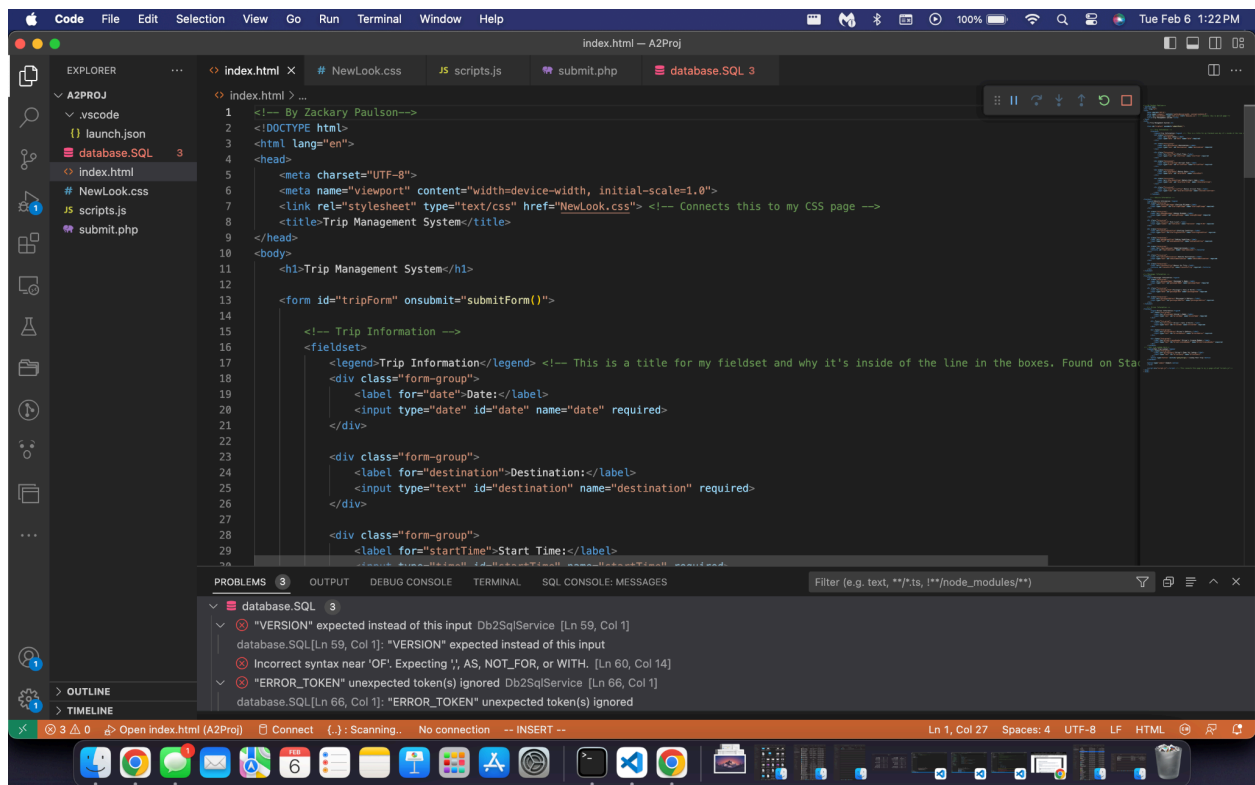 Code File Edit Selection View Go Run Terminal Window Help 100% Tue Feb 6 1:22 PM
index.html — A2Proj
EXPLORER ... index.html # NewLook.css JS scripts.js submit.php database.SQL 3
A2PROJ
index.html > ...
.vscode
{} launch.json
database.SQL 3
index.html
# NewLook.css
JS scripts.js
submit.php
1 <!-- By Zackary Paulson-->
2 <!DOCTYPE html>
3 <html lang="en">
4 <head>
5 <meta charset="UTF-8">
6 <meta name="viewport" content="width=device-width, initial-scale=1.0">
7 <link rel="stylesheet" type="text/css" href="NewLook.css"> <!-- Connects this to my CSS page -->
8 <title>Trip Management System</title>
9 </head>
10 <body>
11 <h1>Trip Management System</h1>
12
13 <form id="tripForm" onsubmit="submitForm()">
14
15 <!-- Trip Information -->
16 <fieldset>
17 <legend>Trip Information</legend> <!-- This is a title for my fieldset and why it's inside of the line in the boxes. Found on Sta
18 <div class="form-group">
19 <label for="date">Date:</label>
20 <input type="date" id="date" name="date" required>
21 </div>
22
23 <div class="form-group">
24 <label for="destination">Destination:</label>
25 <input type="text" id="destination" name="destination" required>
26 </div>
27
28 <div class="form-group">
29 <label for="startTime">Start Time:</label>
30 <input type="time" id="startTime" name="startTime" required>
PROBLEMS 3 OUTPUT DEBUG CONSOLE TERMINAL SQL CONSOLE: MESSAGES Filter (e.g. text, **/*.ts, !**/node_modules/**)
database.SQL 3
"VERSION" expected instead of this input Db2SqlService [Ln 59, Col 1]
database.SQL[Ln 59, Col 1]: "VERSION" expected instead of this input
Incorrect syntax near 'OF'. Expecting ',', AS, NOT_FOR, or WITH. [Ln 60, Col 14]
"ERROR_TOKEN" unexpected token(s) ignored Db2SqlService [Ln 66, Col 1]
database.SQL[Ln 66, Col 1]: "ERROR_TOKEN" unexpected token(s) ignored
1
1
1
> OUTLINE
> TIMELINE
3 0 Open index.html (A2Proj) Connect {..} : Scanning.. No connection -- INSERT -- Ln 1, Col 27 Spaces: 4 UTF-8 LF HTML
1
FEB
6